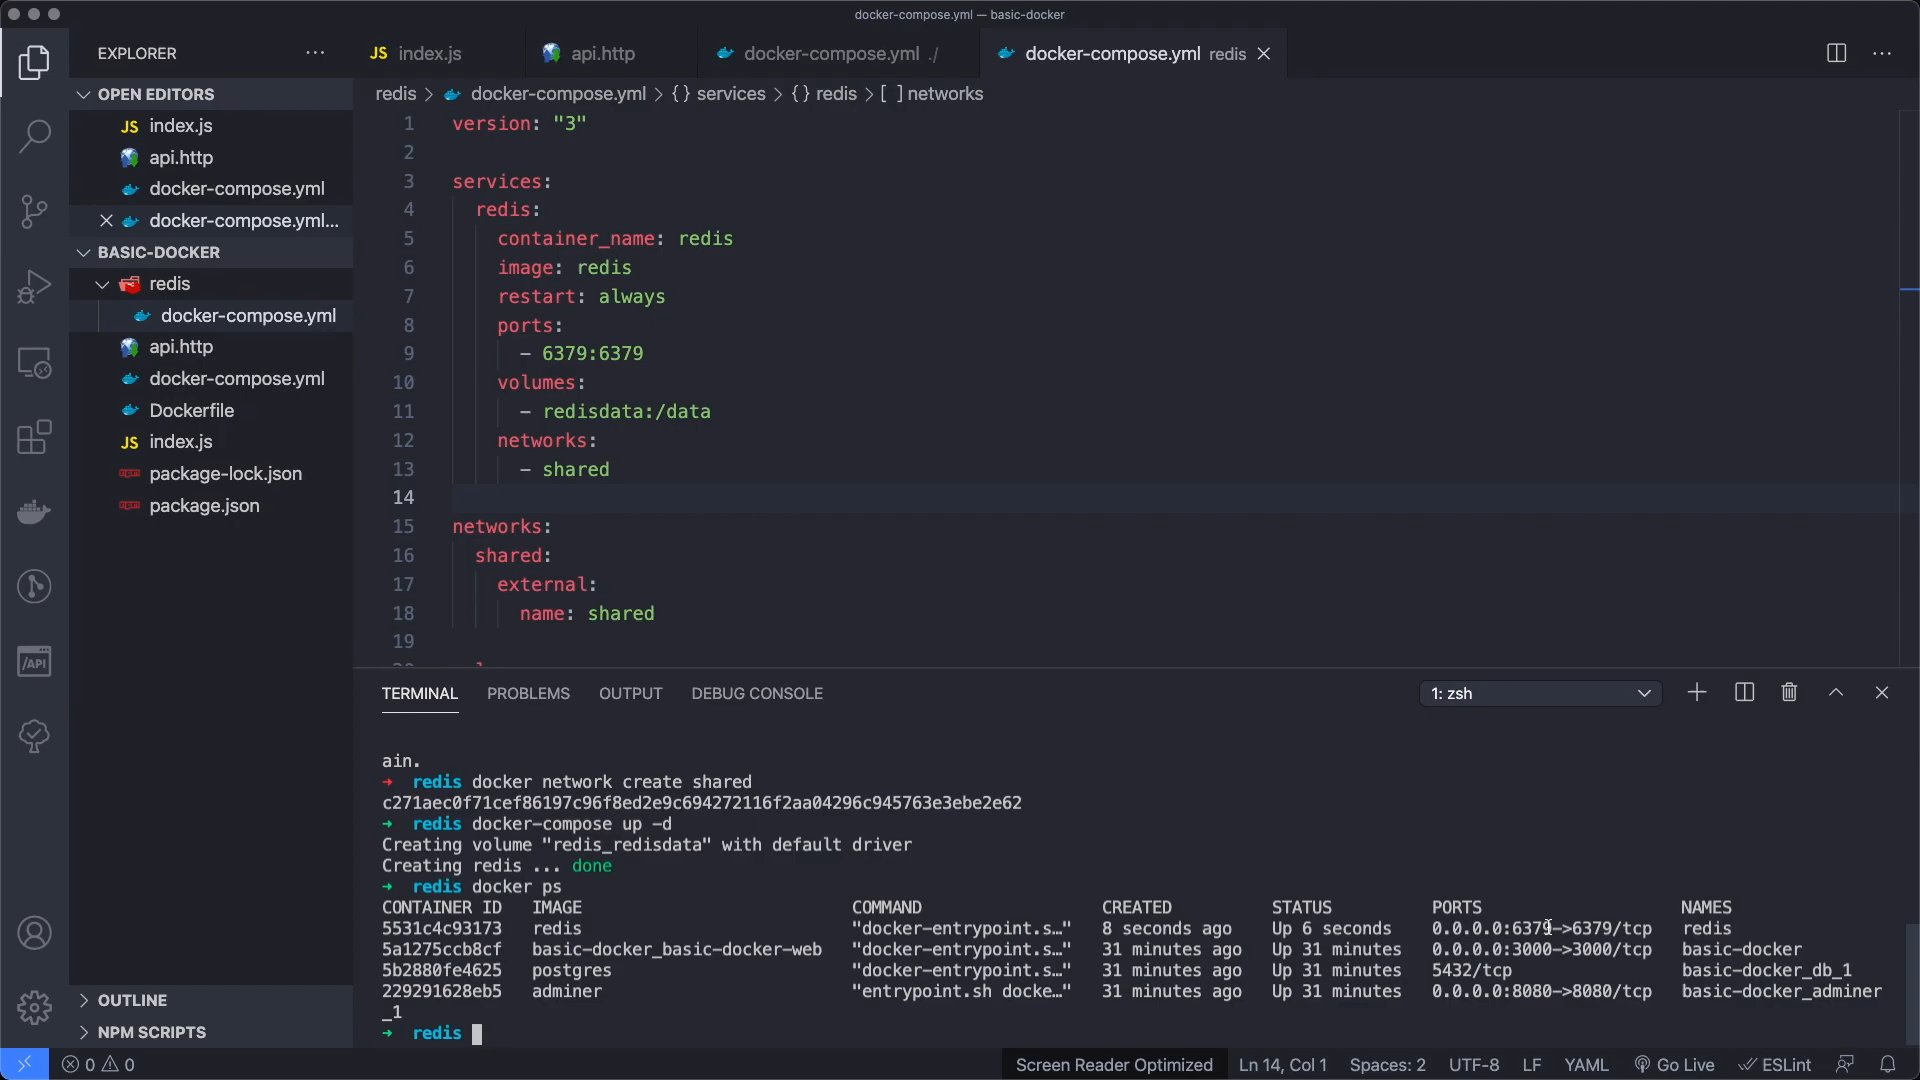 docker-compose.yml — basic-docker
EXPLORER
JS index.js
api.http
docker-compose.yml ./
docker-compose.yml redis
OPEN EDITORS
JS index.js
api.http
docker-compose.yml
docker-compose.yml...
BASIC-DOCKER
redis
docker-compose.yml
api.http
docker-compose.yml
Dockerfile
JS index.js
package-lock.json
package.json
OUTLINE
NPM SCRIPTS
/API
redis > docker-compose.yml > {} services > {} redis > [ ] networks
1 version: "3"
2
3 services:
4 redis:
5 container_name: redis
6 image: redis
7 restart: always
8 ports:
9 - 6379:6379
10 volumes:
11 - redisdata:/data
12 networks:
13 - shared
14
15 networks:
16 shared:
17 external:
18 name: shared
19
TERMINAL PROBLEMS OUTPUT DEBUG CONSOLE
1: zsh
ain.
→ redis docker network create shared
c271aec0f71cef86197c96f8ed2e9c694272116f2aa04296c945763e3ebe2e62
→ redis docker-compose up -d
Creating volume "redis_redisdata" with default driver
Creating redis ... done
→ redis docker ps
CONTAINER ID IMAGE COMMAND CREATED STATUS PORTS NAMES
5531c4c93173 redis "docker-entrypoint.s…" 8 seconds ago Up 6 seconds 0.0.0.0:6379->6379/tcp redis
5a1275ccb8cf basic-docker_basic-docker-web "docker-entrypoint.s…" 31 minutes ago Up 31 minutes 0.0.0.0:3000->3000/tcp basic-docker
5b2880fe4625 postgres "docker-entrypoint.s…" 31 minutes ago Up 31 minutes 5432/tcp basic-docker_db_1
229291628eb5 adminer "entrypoint.sh docke…" 31 minutes ago Up 31 minutes 0.0.0.0:8080->8080/tcp basic-docker_adminer
_1
→ redis
0 0
Screen Reader Optimized Ln 14, Col 1 Spaces: 2 UTF-8 LF YAML Go Live ESLint